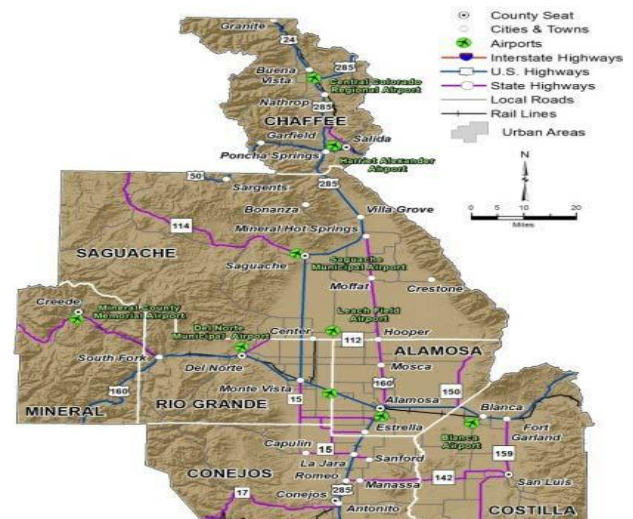 County Seat
Cities & Towns
Airports
Interstate Highways
U.S. Highways
State Highways
Local Roads
Rail Lines
Urban Areas
N
0
10
20
Miles
Granite
24
285
Buena
Vista
Central Colorado
Regional Airport
Nathrop
285
CHAFFEE
Garfield
Salida
Poncha Springs
Harriet Alexander
Airport
285
50
Sargents
Bonanza
Villa Grove
114
Mineral Hot Springs
SAGUACHE
Saguache
Saguache
Municipal Airport
Moffat
Crestone
Creede
Mineral County
Memorial Airport
Leach Field
Airport
Del Norte
Municipal Airport
Center
112
Hooper
South Fork
Del Norte
ALAMOSA
Mosca
160
Monte Vista
160
150
MINERAL
RIO GRANDE
15
Alamosa
Blanca
Estrella
Blanca
Airport
Fort
Garland
Capulin
15
La Jara
Sanford
159
CONEJOS
Romeo
Manassa
142
San Luis
17
Conejos
285
Antonito
COSTILLA